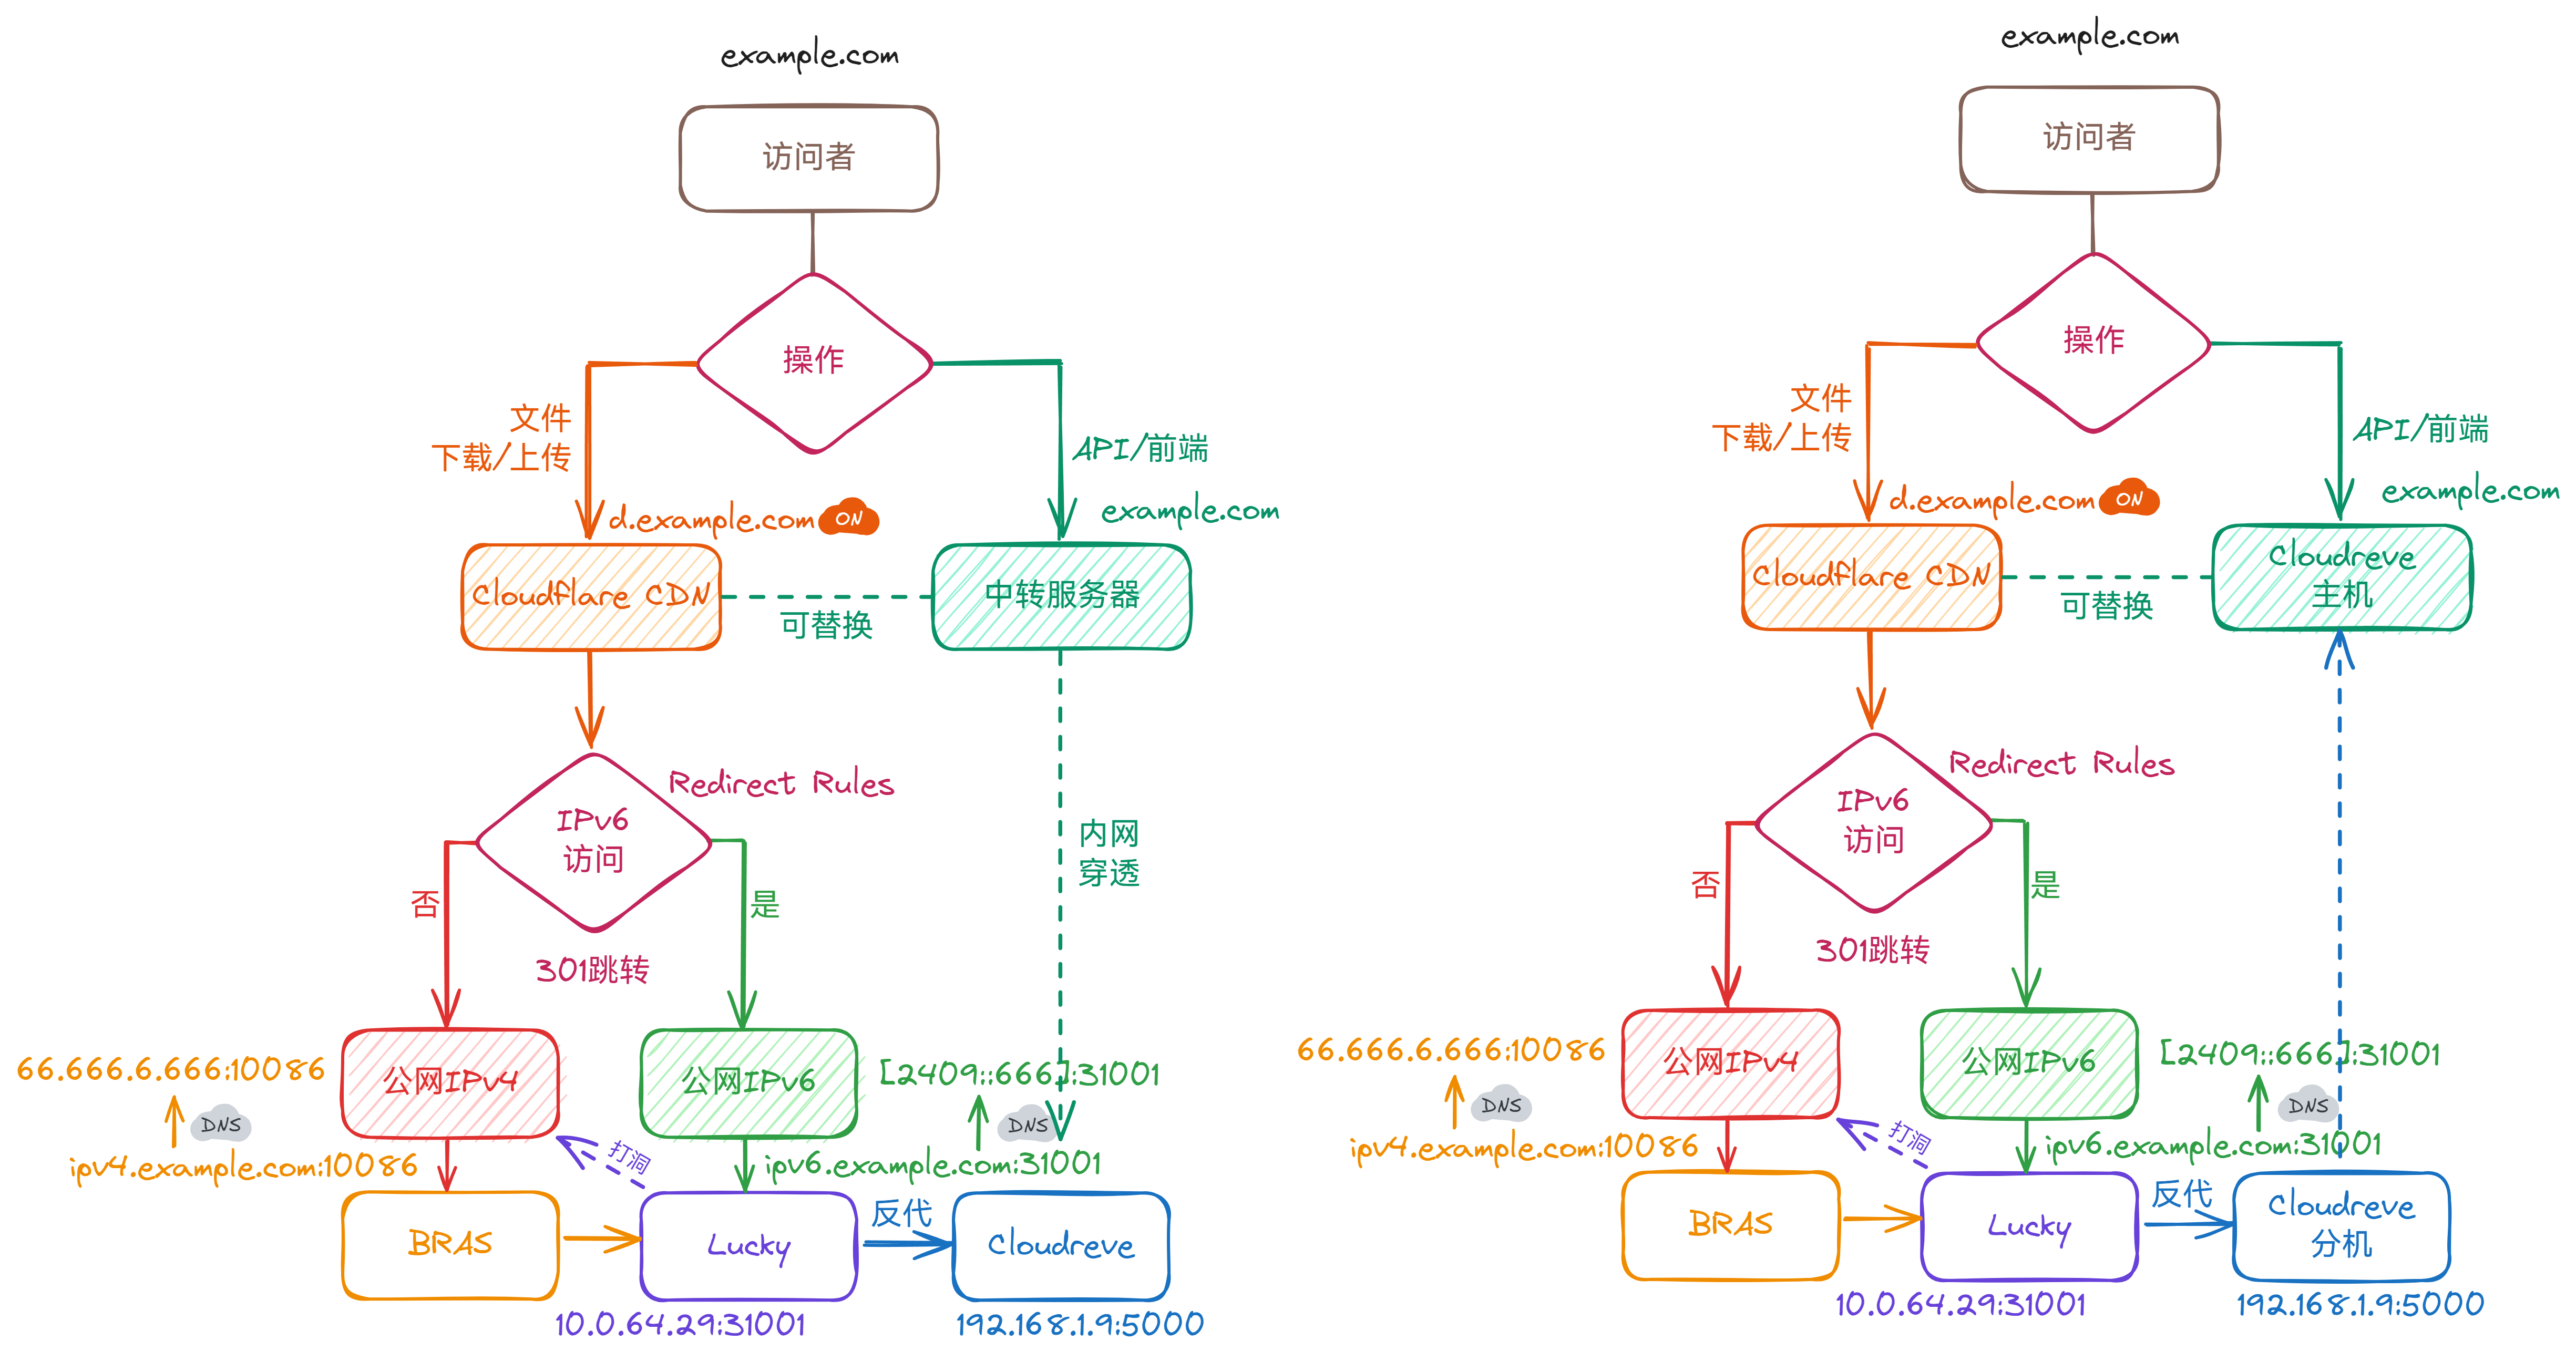 example.com
访问者
操作
文件
下载/上传
API/前端
d.example.com
ON
example.com
Cloudflare CDN
可替换
中转服务器
Redirect Rules
IPv6
访问
内网
穿透
否
是
301跳转
66.666.6.666:10086
公网IPv4
公网IPv6
[2409::666]:31001
DNS
DNS
ipv4.example.com:10086
打洞
ipv6.example.com:31001
BRAS
Lucky
反代
Cloudreve
10.0.64.29:31001
192.168.1.9:5000
example.com
访问者
操作
文件
下载/上传
API/前端
d.example.com
ON
example.com
Cloudflare CDN
可替换
Cloudreve
主机
Redirect Rules
IPv6
访问
否
是
301跳转
66.666.6.666:10086
公网IPv4
公网IPv6
[2409::666]:31001
DNS
DNS
ipv4.example.com:10086
打洞
ipv6.example.com:31001
BRAS
Lucky
反代
Cloudreve
分机
10.0.64.29:31001
192.168.1.9:5000